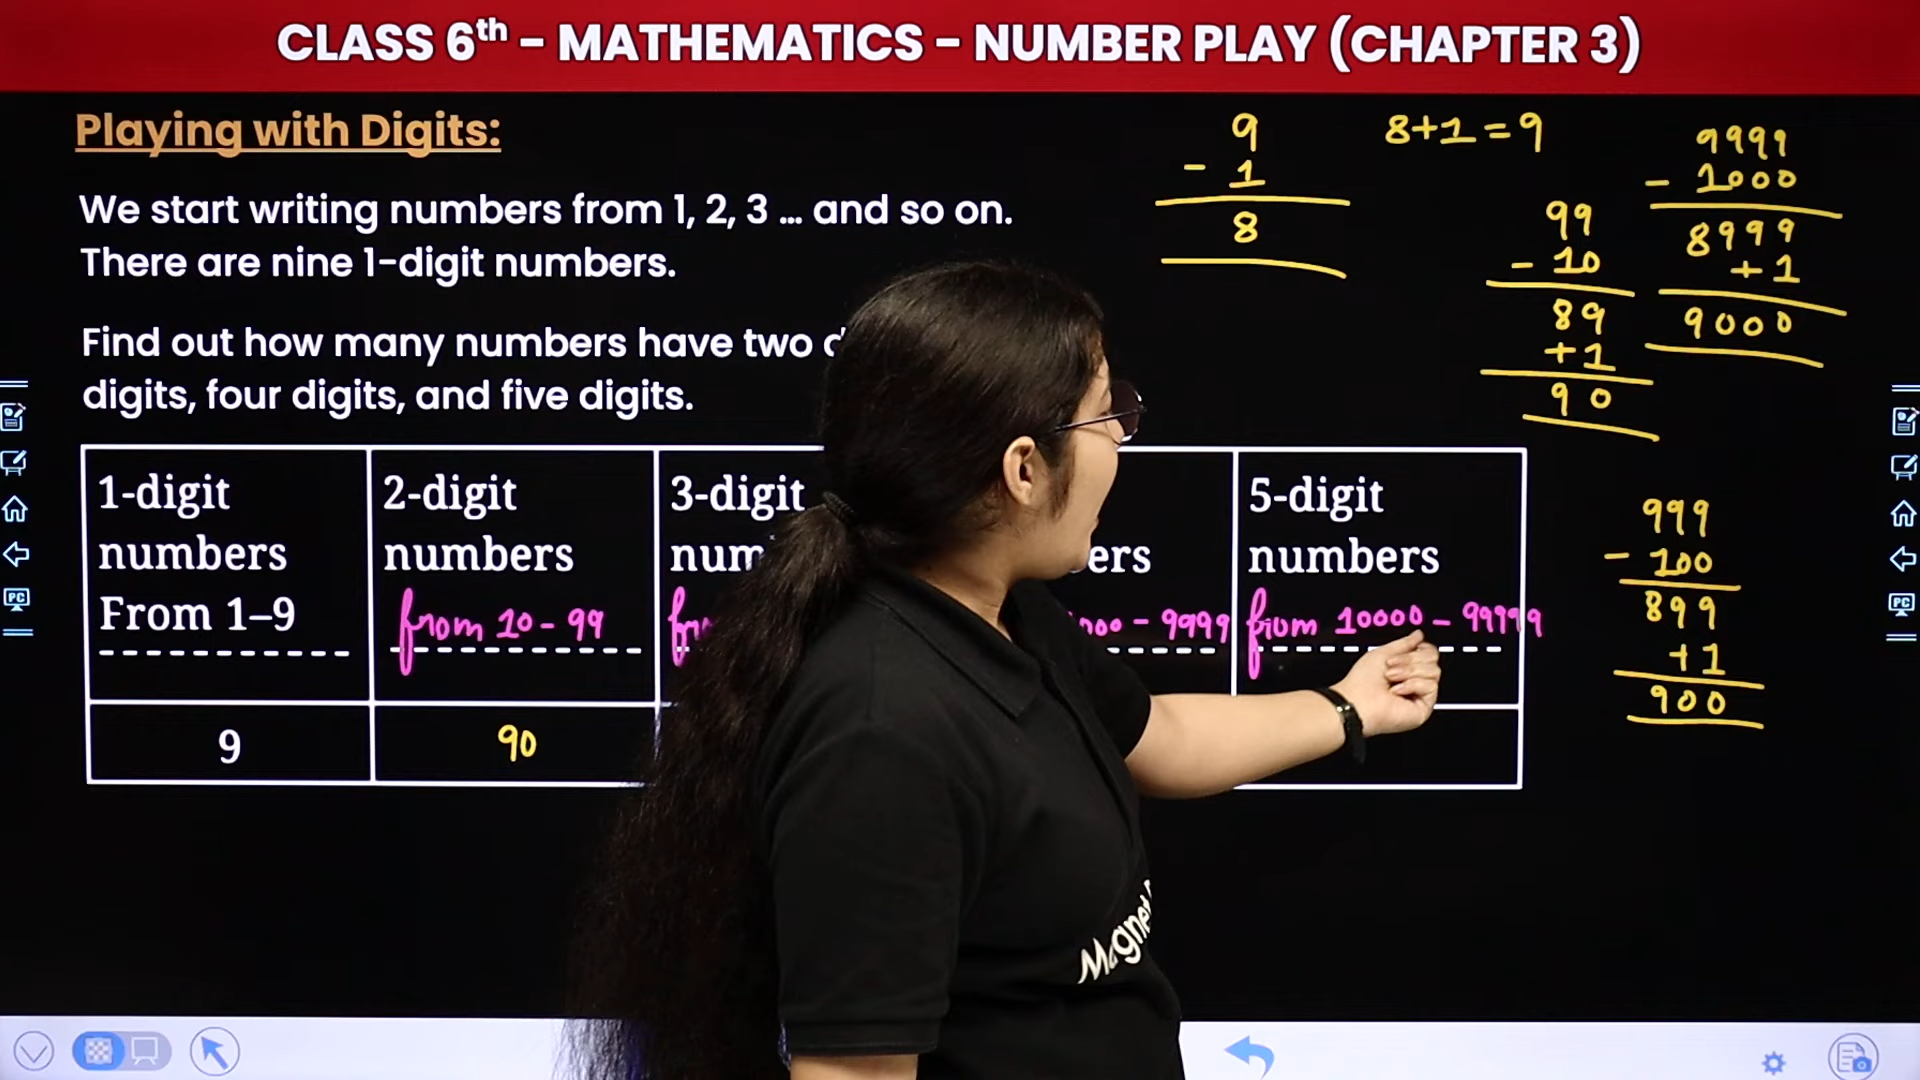 CLASS 6th - MATHEMATICS - NUMBER PLAY (CHAPTER 3)
Playing with Digits:
We start writing numbers from 1, 2, 3 ... and so on.
There are nine 1-digit numbers.
Find out how many numbers have two
digits, four digits, and five digits.
9
- 1
8
8+1=9
99
- 10
89
+1
90
9999
- 1000
8999
+1
9000
999
- 100
899
+1
900
1-digit
numbers
From 1–9
9
2-digit
numbers
from 10 - 99
90
3-digit
5-digit
numbers
from 10000 - 99999
- 9999
PC
PC